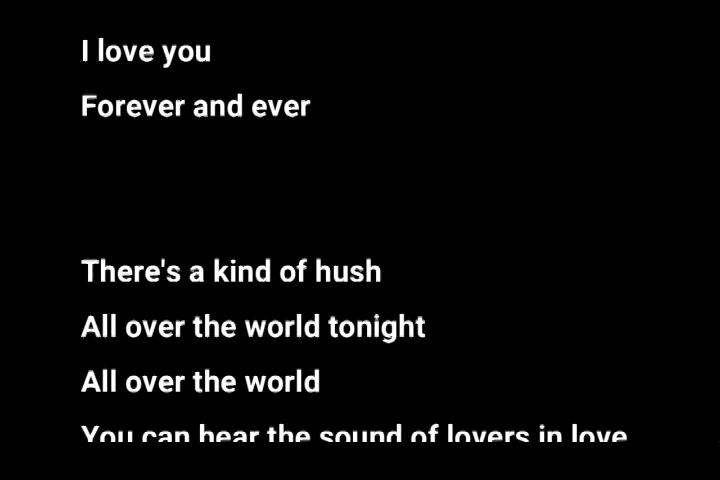 I love you
Forever and ever
There's a kind of hush
All over the world tonight
All over the world
You can hear the sound of lovers in love